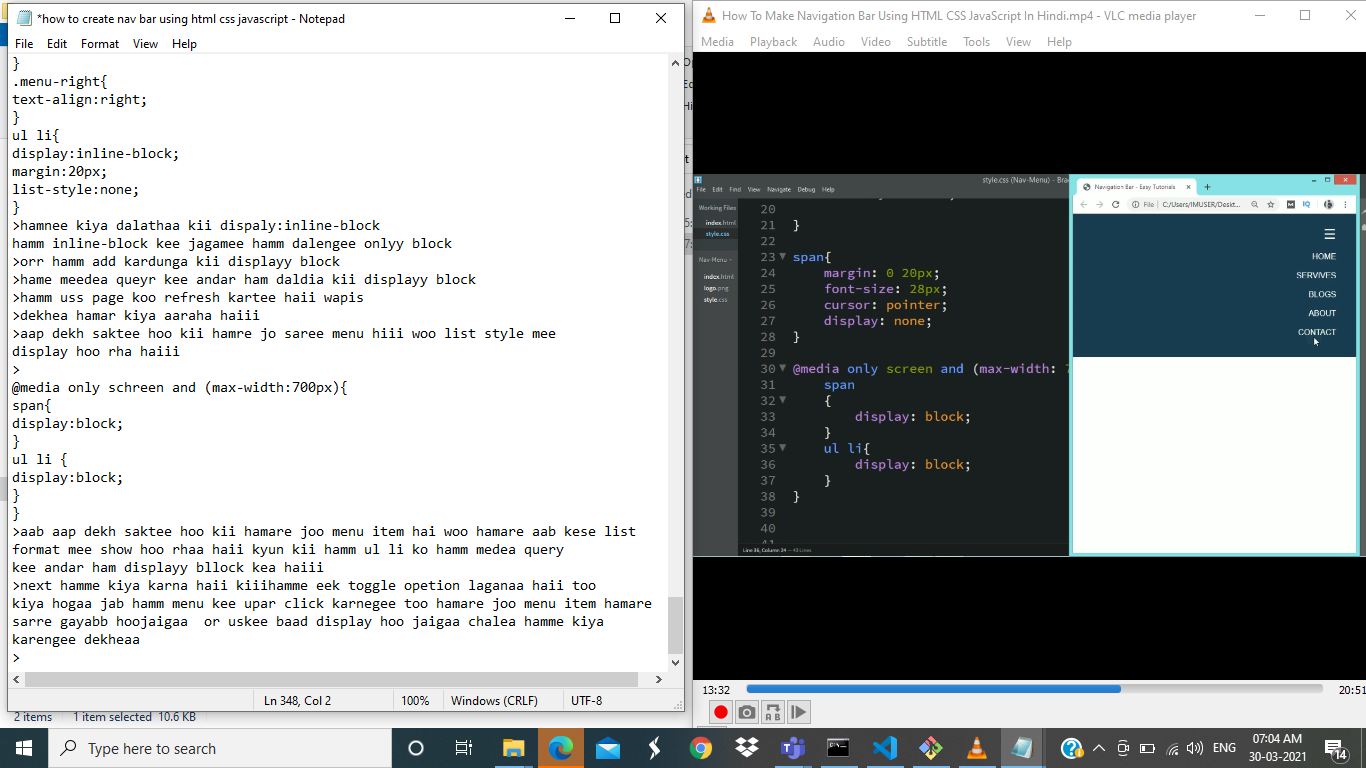 *how to create nav bar using html css javascript - Notepad
File Edit Format View Help
}
.menu-right{
text-align:right;
}
ul li{
display:inline-block;
margin:20px;
list-style:none;
}
>hamnee kiya dalathaa kii dispaly:inline-block
hamm inline-block kee jagamee hamm dalengee onlyy block
>orr hamm add kardunga kii displayy block
>hame meedea queyr kee andar ham daldia kii displayy block
>hamm uss page koo refresh kartee haii wapis
>dekhea hamar kiya aaraha haiii
>aap dekh saktee hoo kii hamre jo saree menu hiii woo list style mee
display hoo rha haiii
>
@media only schreen and (max-width:700px){
span{
display:block;
}
ul li {
display:block;
}
}
>aab aap dekh saktee hoo kii hamare joo menu item hai woo hamare aab kese list
format mee show hoo rhaa haii kyun kii hamm ul li ko hamm medea query
kee andar ham displayy bllock kea haiii
>next hamme kiya karna haii kiiihamme eek toggle opetion laganaa haii too
kiya hogaa jab hamm menu kee upar click karnegee too hamare joo menu item hamare
sarre gayabb hoojaigaa  or uskee baad display hoo jaigaa chalea hamme kiya
karengee dekheaa
>
Ln 348, Col 2 100% Windows (CRLF) UTF-8
2 items 1 item selected 10.6 KB
How To Make Navigation Bar Using HTML CSS JavaScript In Hindi.mp4 - VLC media player
Media Playback Audio Video Subtitle Tools View Help
style.css (Nav-Menu) - Bra
File Edit Find View Navigate Debug Help
Working Files
index.html
style.css
Nav-Menu
index.html
logo.png
style.css
20
21 }
22
23 span{
24 margin: 0 20px;
25 font-size: 28px;
26 cursor: pointer;
27 display: none;
28 }
29
30 @media only screen and (max-width: 7
31 span
32 {
33 display: block;
34 }
35 ul li{
36 display: block;
37 }
38 }
39
40
41
Line 36, Column 24 — 43 Lines
Navigation Bar - Easy Tutorials
File C:/Users/IMUSER/Deskt...
HOME
SERVIVES
BLOGS
ABOUT
CONTACT
13:32 20:51
Type here to search
ENG
07:04 AM
30-03-2021
14